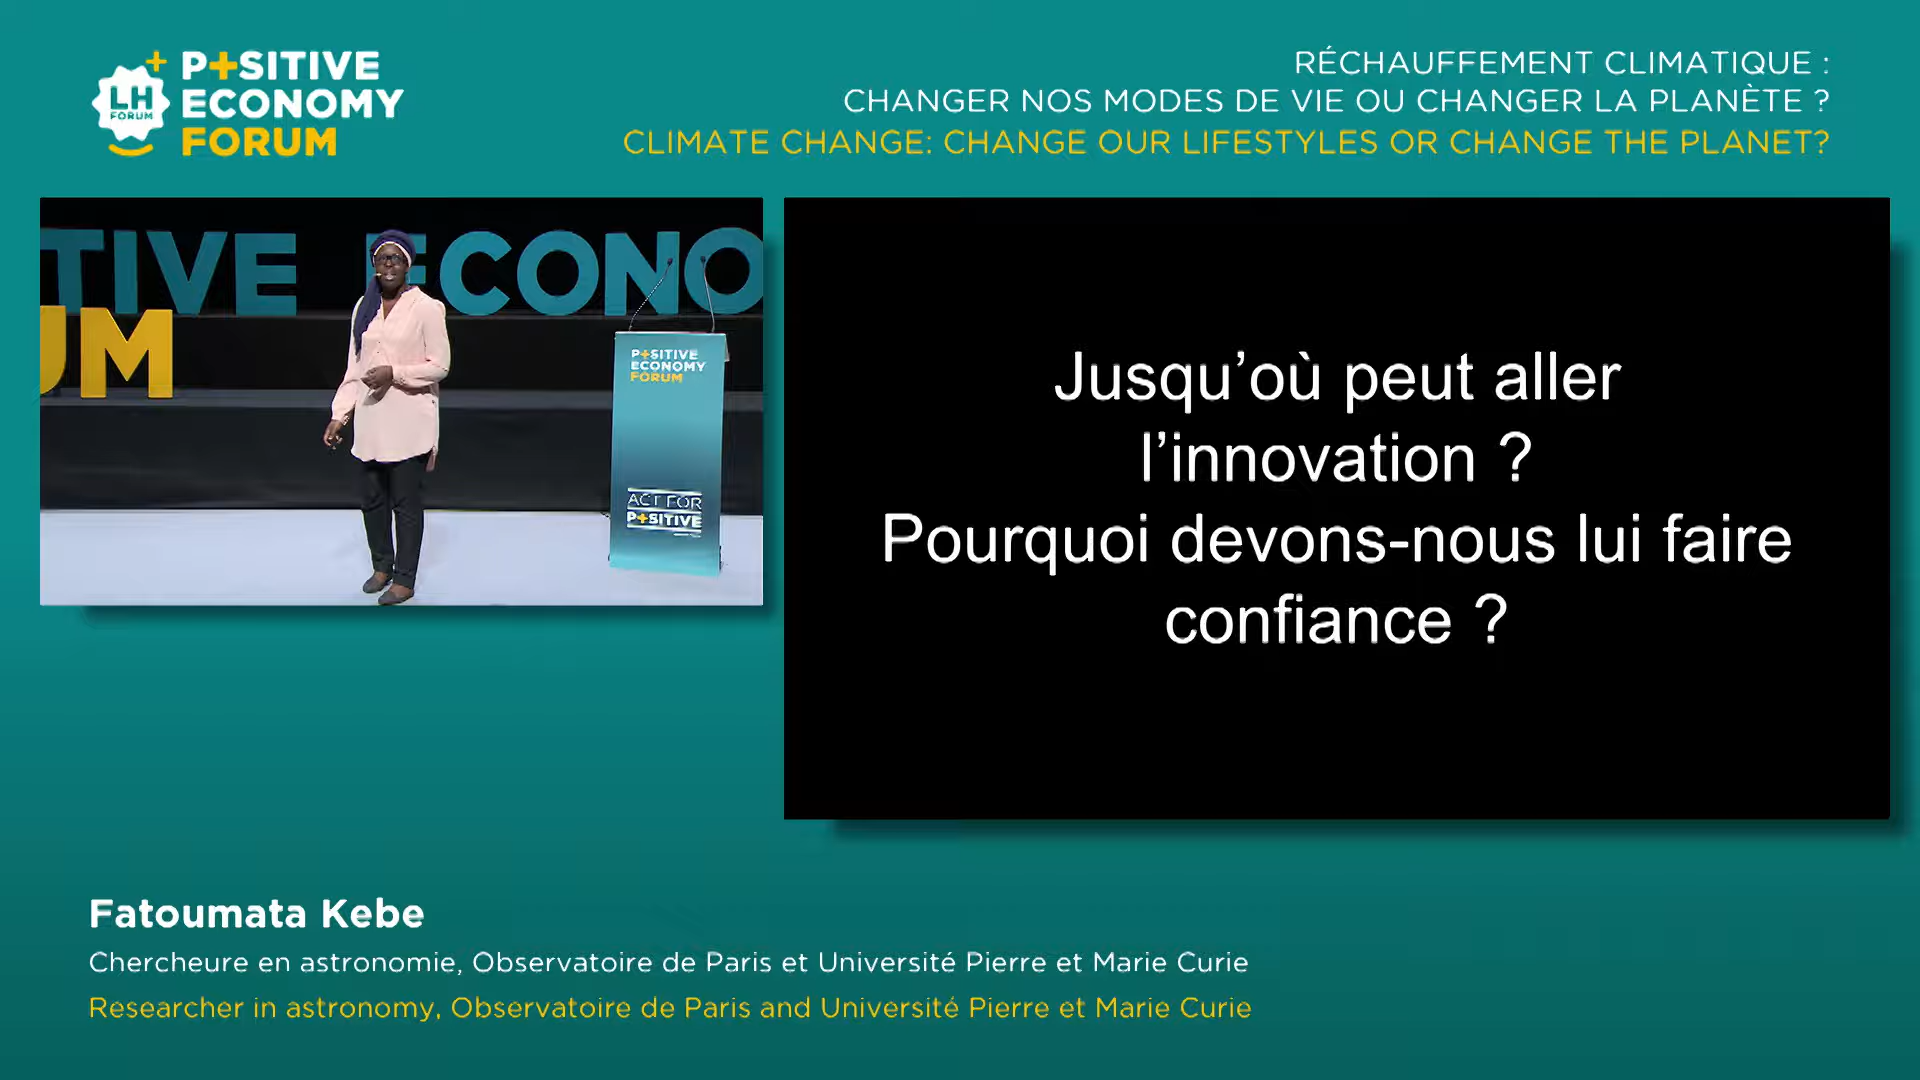 P+SITIVE
ECONOMY
FORUM
LH
FORUM
RÉCHAUFFEMENT CLIMATIQUE :
CHANGER NOS MODES DE VIE OU CHANGER LA PLANÈTE ?
CLIMATE CHANGE: CHANGE OUR LIFESTYLES OR CHANGE THE PLANET?
TIVE ECONO
UM
P+SITIVE
ECONOMY
FORUM
ACT FOR
P+SITIVE
Jusqu’où peut aller
l’innovation ?
Pourquoi devons-nous lui faire
confiance ?
Fatoumata Kebe
Chercheure en astronomie, Observatoire de Paris et Université Pierre et Marie Curie
Researcher in astronomy, Observatoire de Paris and Université Pierre et Marie Curie